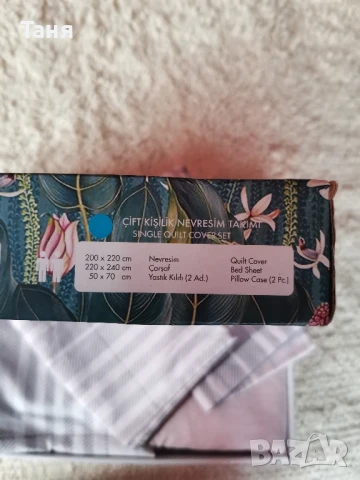 Таня
ÇİFT KİŞİLİK NEVRESİM TAKIMI
SINGLE QUILT COVER SET
200 x 220 cm Nevresim Quilt Cover
220 x 240 cm Çarşaf Bed Sheet
50 x 70 cm Yastık Kılıfı (2 Ad.) Pillow Case (2 Pc.)
BAZAR